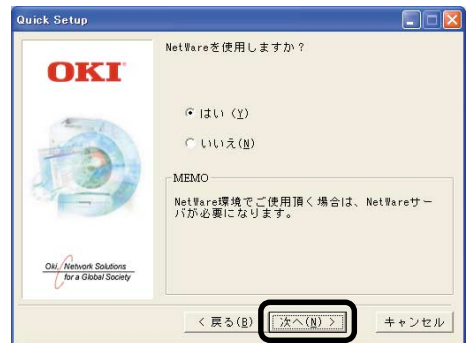 Quick Setup
NetWareを使用しますか?
OKI
はい (Y)
いいえ(N)
MEMO
NetWare環境でご使用頂く場合は、NetWareサー
バが必要になります。
Oki, Network Solutions
for a Global Society
< 戻る(B)
次へ(N) >
キャンセル